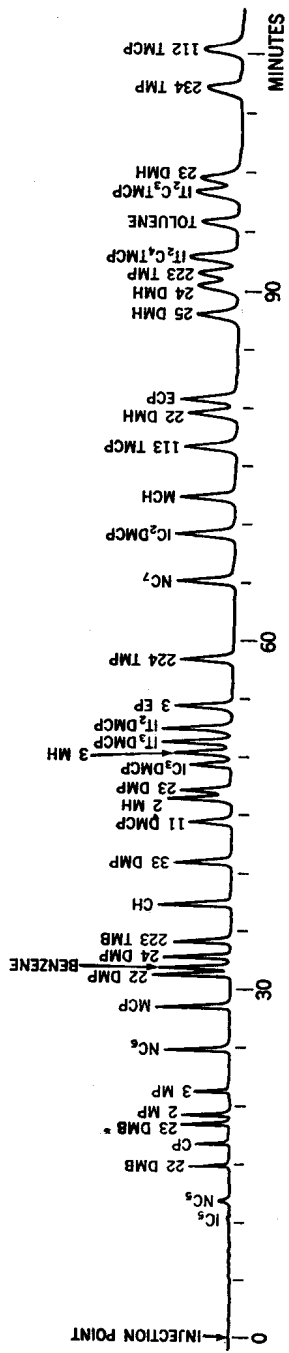 INJECTION POINT
IC₅
NC₅
22 DMB
CP
23 DMB *
2 MP
3 MP
NC₆
MCP
22 DMP
BENZENE
24 DMP
223 TMB
CH
33 DMP
11 DMCP
2 MH
23 DMP
IC₃DMCP
3 MH
IT₃DMCP
IT₂DMCP
3 EP
224 TMP
NC₇
IC₂DMCP
MCH
113 TMCP
22 DMH
ECP
25 DMH
24 DMH
223 TMP
IT₂C₄TMCP
TOLUENE
IT₂C₃TMCP
23 DMH
234 TMP
112 TMCP
0
30
60
90
MINUTES